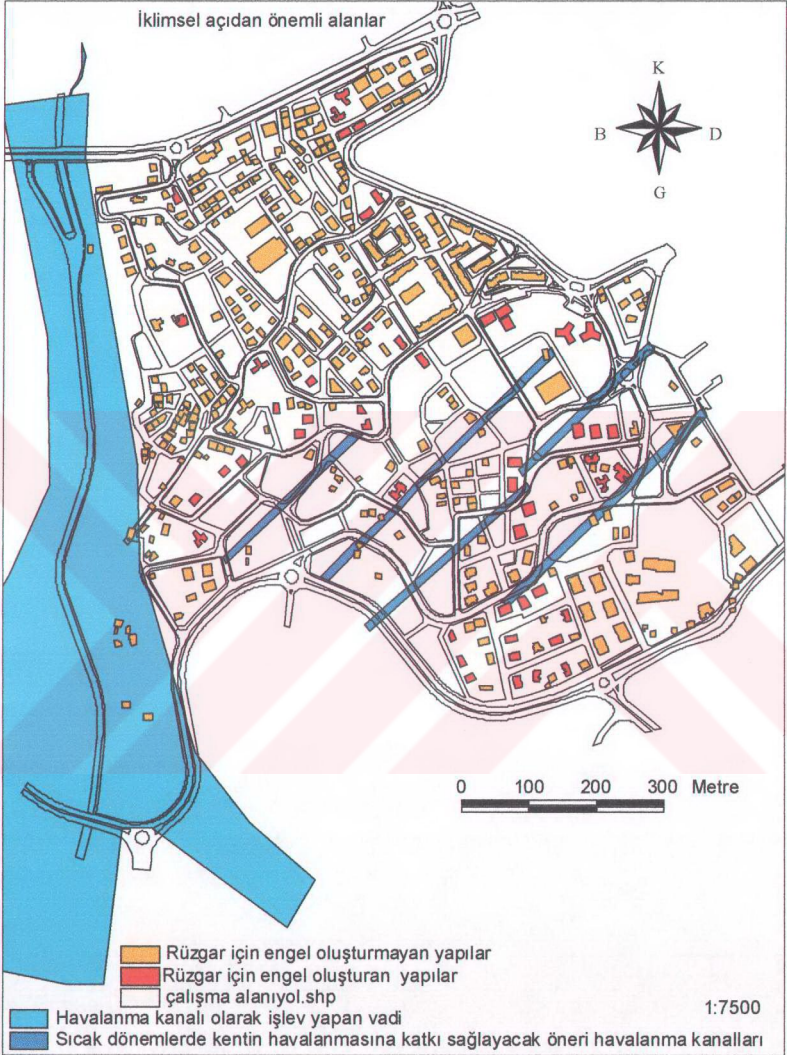 İklimsel açıdan önemli alanlar
K
B
D
G
0 100 200 300 Metre
Rüzgar için engel oluşturmayan yapılar
Rüzgar için engel oluşturan yapılar
çalışma alanıyol.shp
1:7500
Havalanma kanalı olarak işlev yapan vadi
Sıcak dönemlerde kentin havalanmasına katkı sağlayacak öneri havalanma kanalları